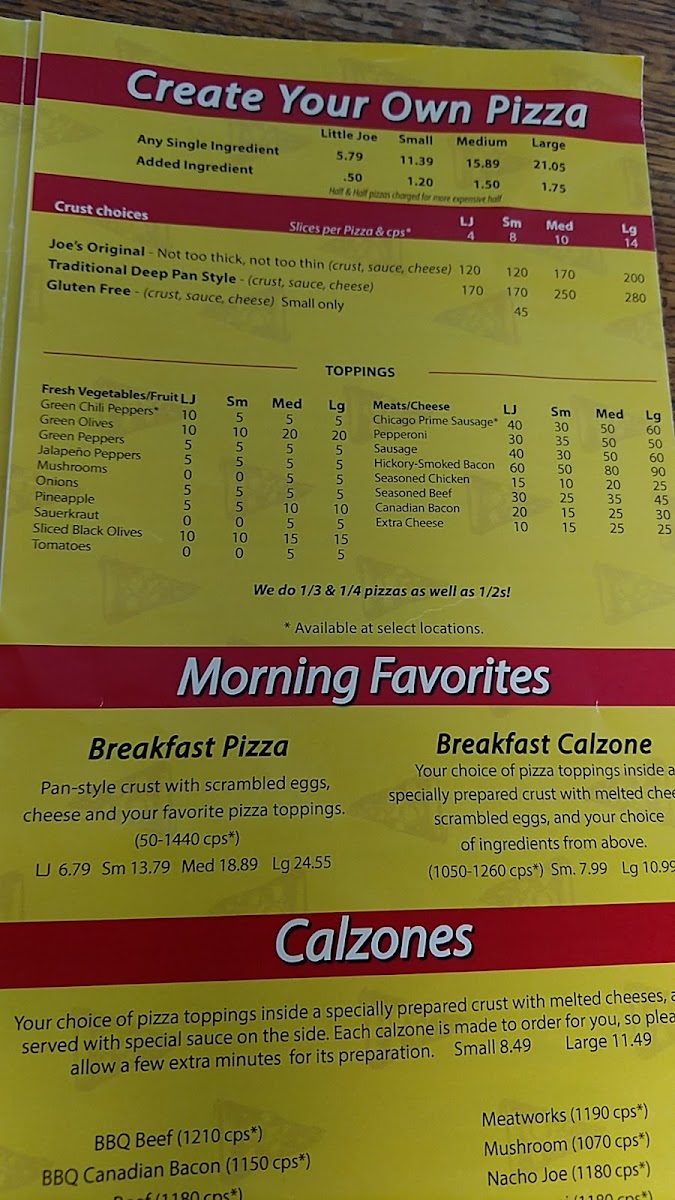 Create Your Own Pizza
Little Joe Small Medium Large
Any Single Ingredient 5.79 11.39 15.89 21.05
Added Ingredient .50 1.20 1.50 1.75
Half & Half pizzas charged for more expensive half
Crust choices Slices per Pizza & cps* LJ 4 Sm 8 Med 10 Lg 14
Joe's Original - Not too thick, not too thin (crust, sauce, cheese) 120 120 170 200
Traditional Deep Pan Style - (crust, sauce, cheese) 170 170 250 280
Gluten Free - (crust, sauce, cheese) Small only 45
TOPPINGS
Fresh Vegetables/Fruit LJ Sm Med Lg
Green Chili Peppers* 10 5 5 5
Green Olives 10 10 20 20
Green Peppers 5 5 5 5
Jalapeño Peppers 5 5 5 5
Mushrooms 0 0 5 5
Onions 5 5 5 5
Pineapple 5 5 10 10
Sauerkraut 0 0 5 5
Sliced Black Olives 10 10 15 15
Tomatoes 0 0 5 5
Meats/Cheese LJ Sm Med Lg
Chicago Prime Sausage* 40 30 50 60
Pepperoni 30 35 50 50
Sausage 40 30 50 60
Hickory-Smoked Bacon 60 50 80 90
Seasoned Chicken 15 10 20 25
Seasoned Beef 30 25 35 45
Canadian Bacon 20 15 25 30
Extra Cheese 10 15 25 25
We do 1/3 & 1/4 pizzas as well as 1/2s!
* Available at select locations.
Morning Favorites
Breakfast Pizza
Pan-style crust with scrambled eggs,
cheese and your favorite pizza toppings.
(50-1440 cps*)
LJ 6.79 Sm 13.79 Med 18.89 Lg 24.55
Breakfast Calzone
Your choice of pizza toppings inside a
specially prepared crust with melted chee
scrambled eggs, and your choice
of ingredients from above.
(1050-1260 cps*) Sm. 7.99 Lg 10.99
Calzones
Your choice of pizza toppings inside a specially prepared crust with melted cheeses, a
served with special sauce on the side. Each calzone is made to order for you, so plea
allow a few extra minutes for its preparation. Small 8.49 Large 11.49
BBQ Beef (1210 cps*)
BBQ Canadian Bacon (1150 cps*)
(1180 cps*)
Meatworks (1190 cps*)
Mushroom (1070 cps*)
Nacho Joe (1180 cps*)
(1180 cps*)